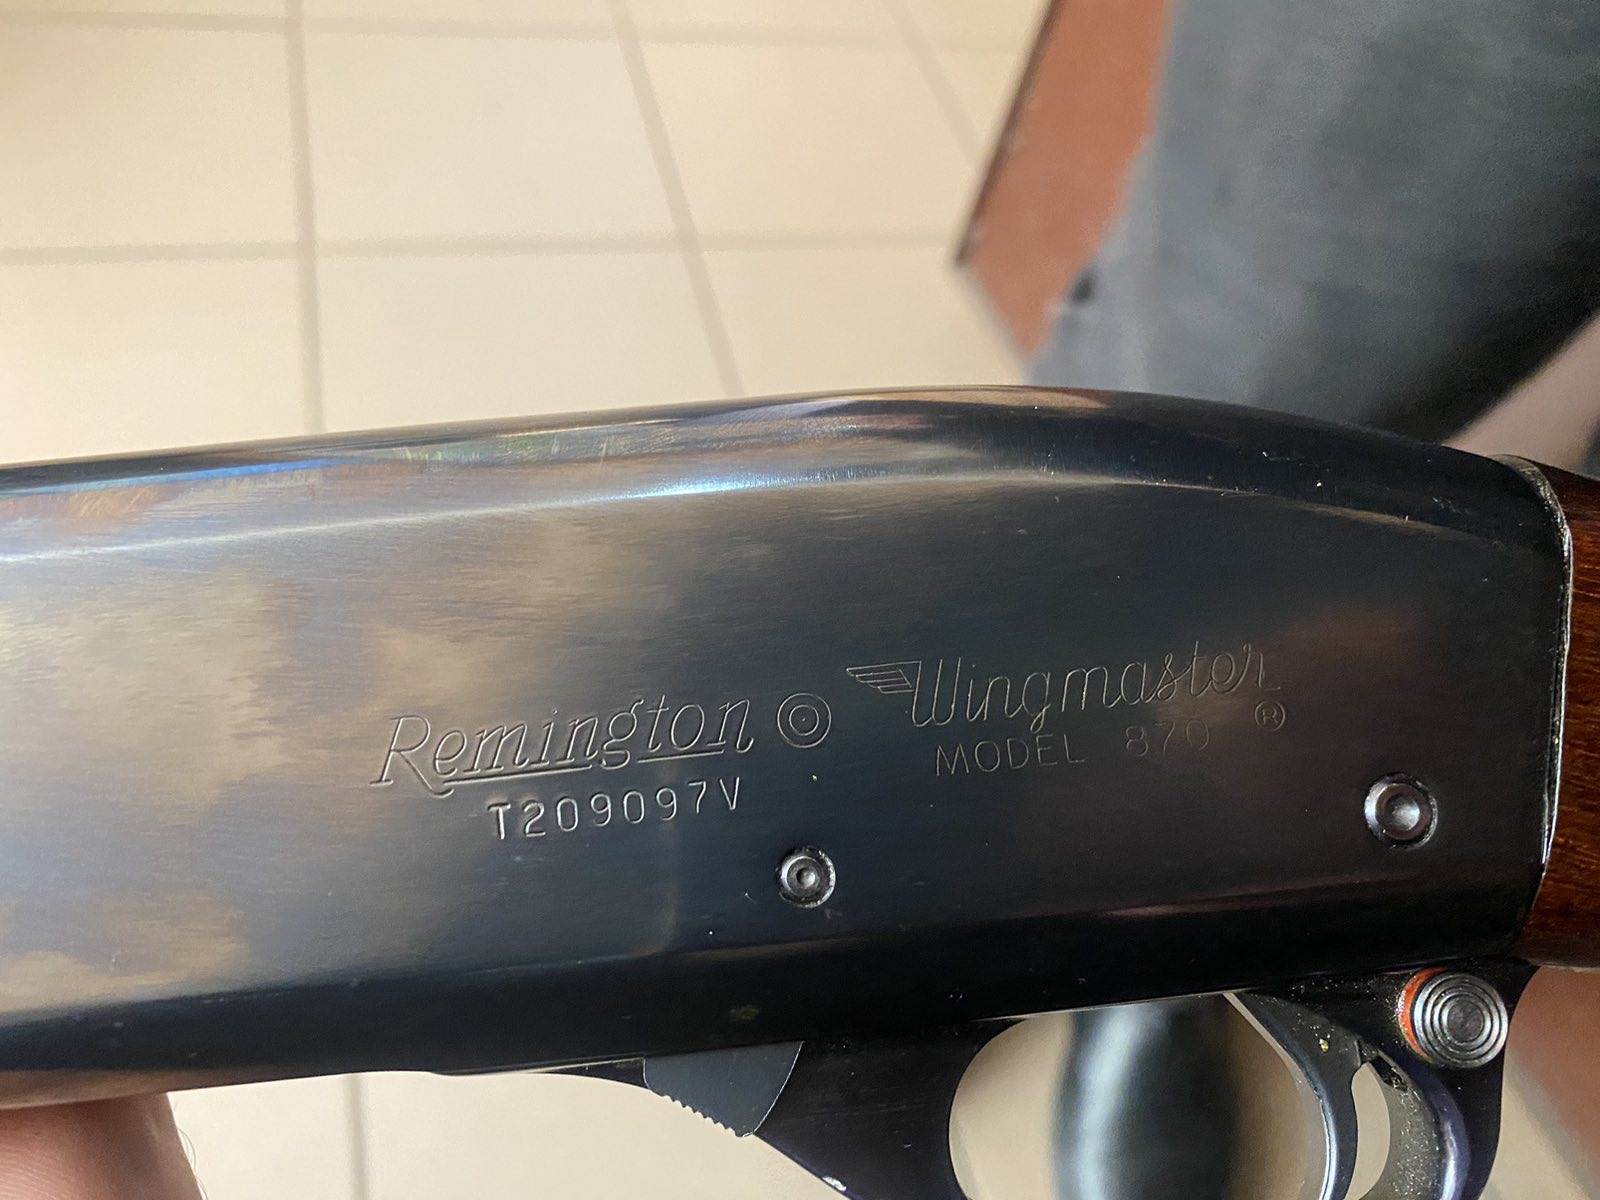 Remington
T209097V
Wingmaster
MODEL 870 ®